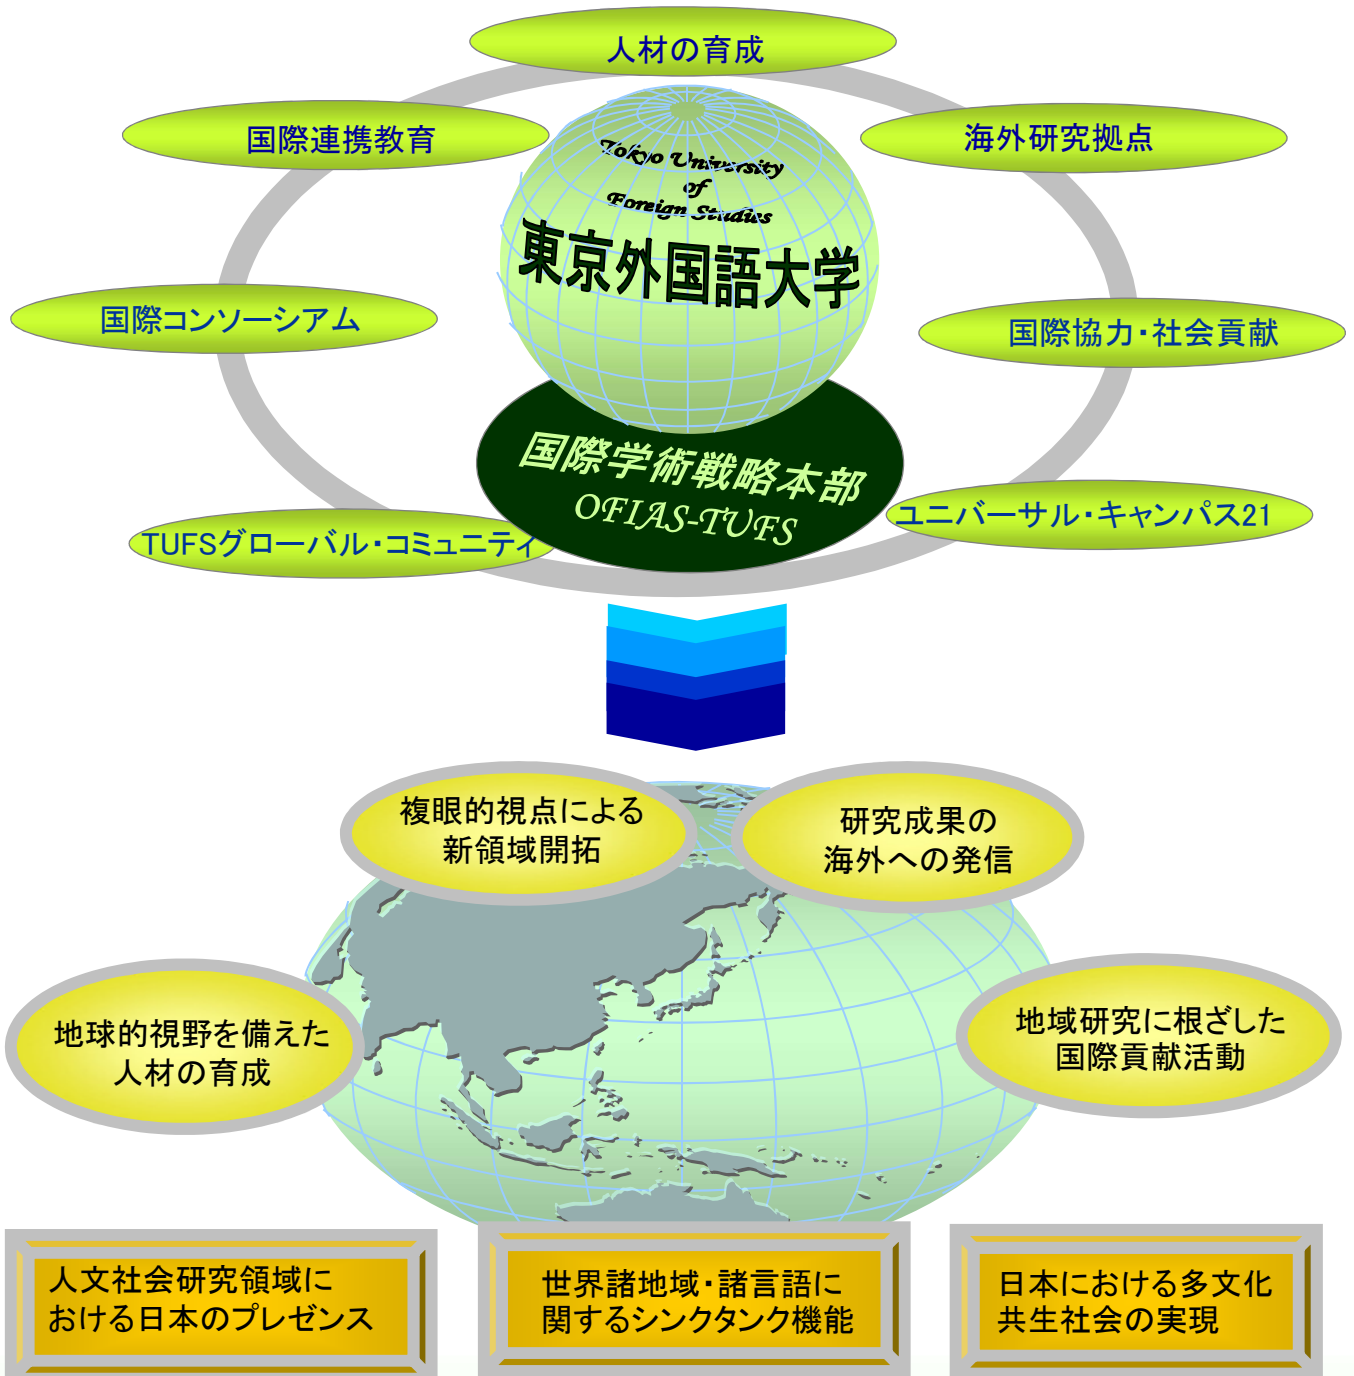 人材の育成
国際連携教育
海外研究拠点
Tokyo University
of
Foreign Studies
東京外国語大学
国際コンソーシアム
国際協力・社会貢献
国際学術戦略本部
OFIAS-TUFS
ユニバーサル・キャンパス21
TUFSグローバル・コミュニティ
複眼的視点による
新領域開拓
研究成果の
海外への発信
地球的視野を備えた
人材の育成
地域研究に根ざした
国際貢献活動
人文社会研究領域に
おける日本のプレゼンス
世界諸地域・諸言語に
関するシンクタンク機能
日本における多文化
共生社会の実現